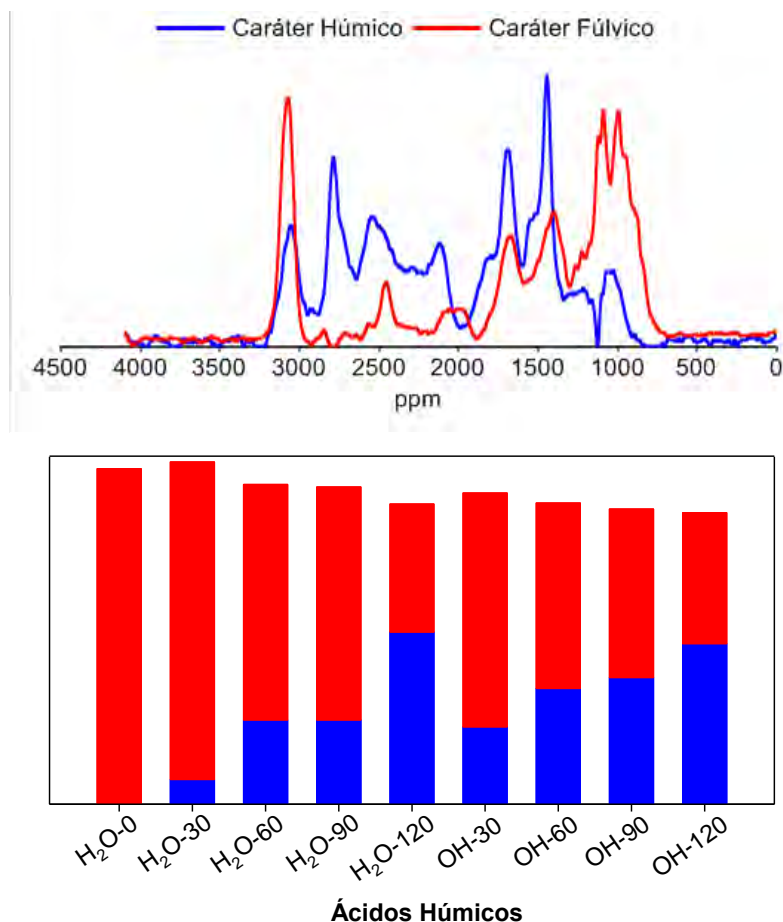 Caráter Húmico Caráter Fúlvico
4500 4000 3500 3000 2500 2000 1500 1000 500 0
ppm
H₂O-0 H₂O-30 H₂O-60 H₂O-90 H₂O-120 OH-30 OH-60 OH-90 OH-120
Ácidos Húmicos